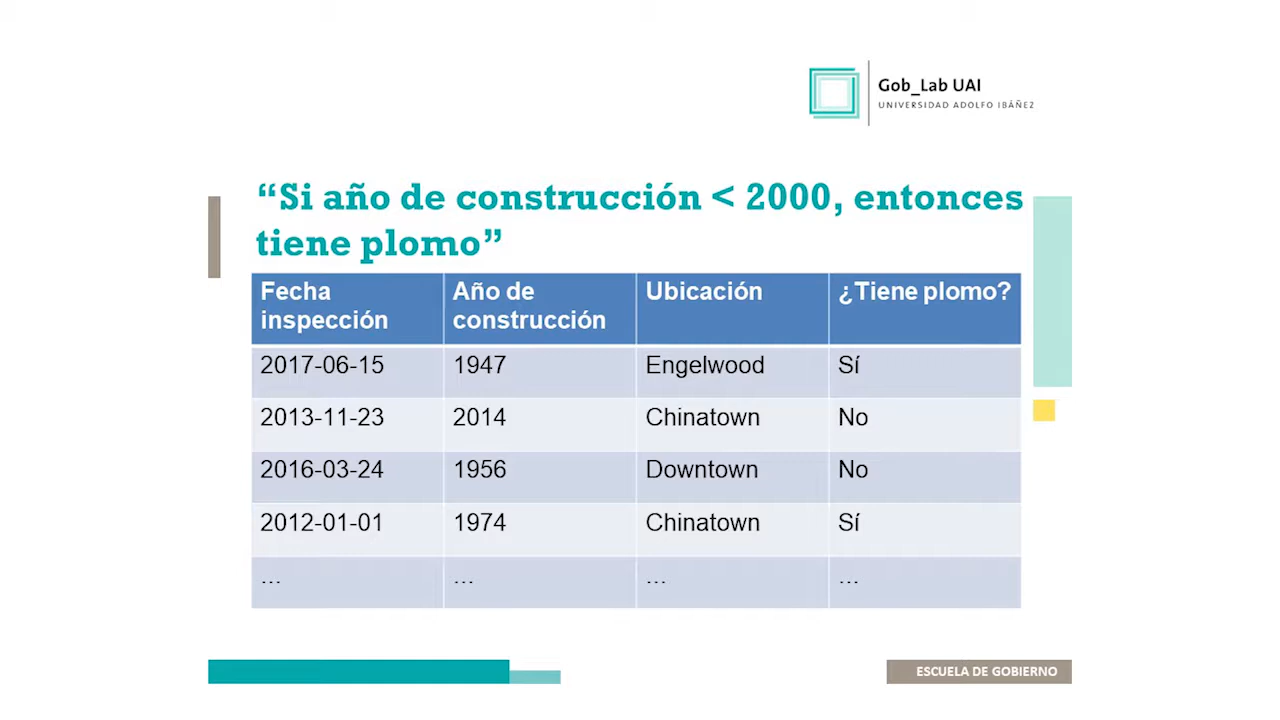 Gob_Lab UAI
UNIVERSIDAD ADOLFO IBÁÑEZ
“Si año de construcción < 2000, entonces
tiene plomo”
Fecha inspección Año de construcción Ubicación ¿Tiene plomo?
2017-06-15 1947 Engelwood Sí
2013-11-23 2014 Chinatown No
2016-03-24 1956 Downtown No
2012-01-01 1974 Chinatown Sí
... ... ... ...
ESCUELA DE GOBIERNO